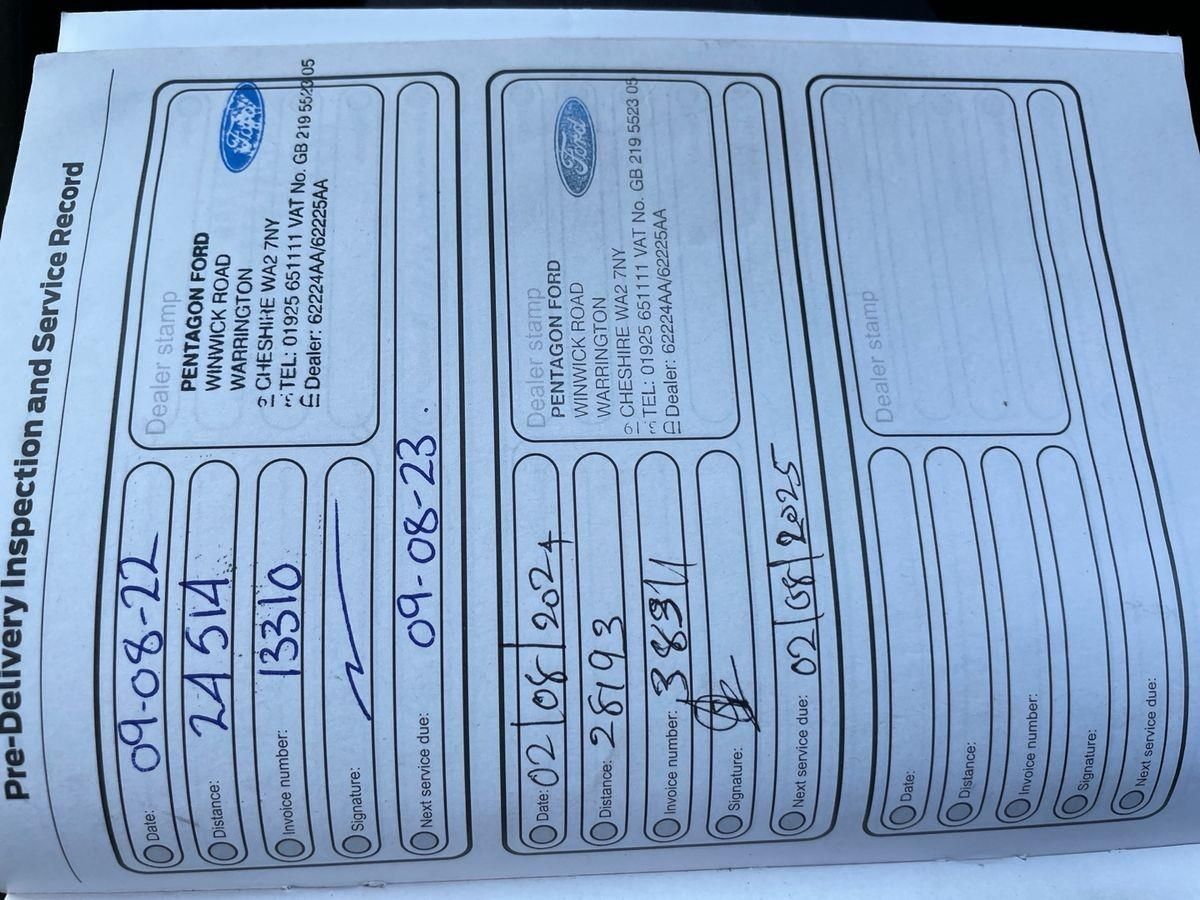 Pre-Delivery Inspection and Service Record
Date: 09-08-22
Distance: 24514
Invoice number: 13310
Signature:
Next service due: 09-08-23.
Dealer stamp
Ford
PENTAGON FORD
WINWICK ROAD
WARRINGTON
CHESHIRE WA2 7NY
TEL: 01925 651111 VAT No. GB 219 5523 05
Dealer: 62224AA/62225AA
Date: 02/08/2024
Distance: 28193
Invoice number:
Signature:
Next service due: 02/08/2025
Dealer stamp
Ford
PENTAGON FORD
WINWICK ROAD
WARRINGTON
CHESHIRE WA2 7NY
TEL: 01925 651111 VAT No. GB 219 5523 05
Dealer: 62224AA/62225AA
Date:
Distance:
Invoice number:
Signature:
Next service due:
Dealer stamp